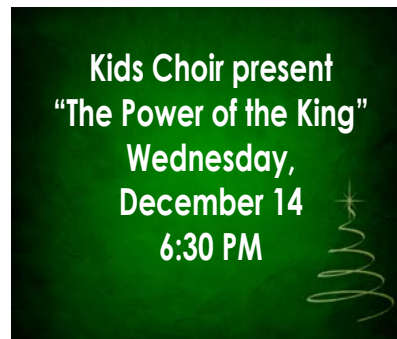 Kids Choir present
“The Power of the King”
Wednesday,
December 14
6:30 PM